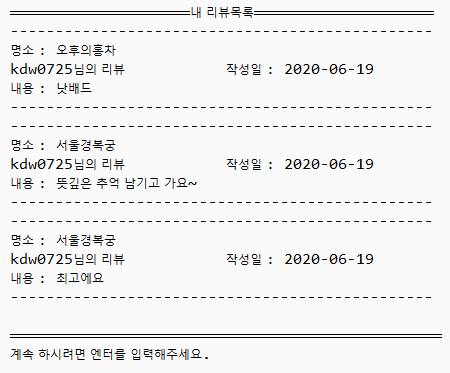 ═══════════════════════내 리뷰목록═══════════════════════
-----------------------------------------------
명소 : 오후의홍차
kdw0725님의 리뷰 작성일 : 2020-06-19
내용 : 낫배드
-----------------------------------------------
-----------------------------------------------
명소 : 서울경복궁
kdw0725님의 리뷰 작성일 : 2020-06-19
내용 : 뜻깊은 추억 남기고 가요~
-----------------------------------------------
-----------------------------------------------
명소 : 서울경복궁
kdw0725님의 리뷰 작성일 : 2020-06-19
내용 : 최고에요
-----------------------------------------------
═══════════════════════════════════════════════
계속 하시려면 엔터를 입력해주세요.